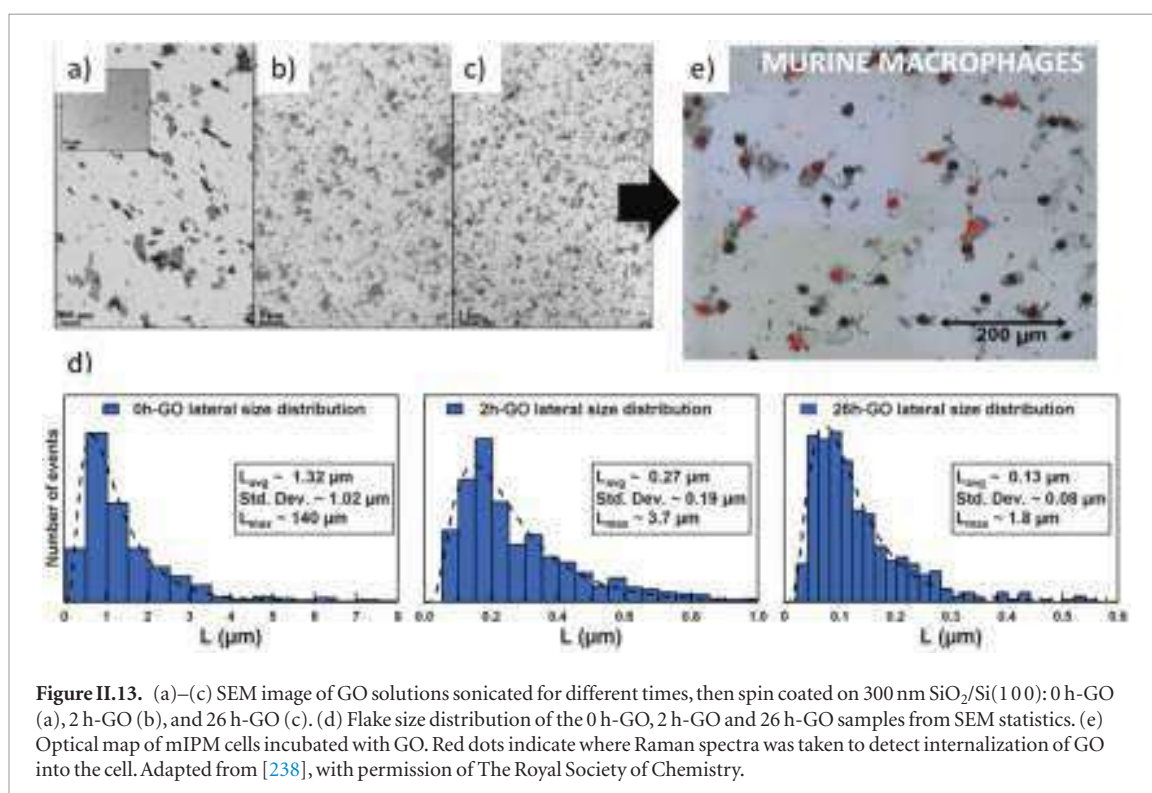 a)
b)
c)
e) MURINE MACROPHAGES
200 µm
d)
0h-GO lateral size distribution
Number of events
Lavg ~ 1.32 µm
Std. Dev. ~ 1.02 µm
Lmax ~ 140 µm
0 1 2 3 4 5 6 7 8
L (µm)
2h-GO lateral size distribution
Lavg ~ 0.27 µm
Std. Dev. ~ 0.19 µm
Lmax ~ 3.7 µm
0.0 0.2 0.4 0.6 0.8 1.0
L (µm)
26h-GO lateral size distribution
Lavg ~ 0.13 µm
Std. Dev. ~ 0.08 µm
Lmax ~ 1.8 µm
0.0 0.1 0.2 0.3 0.4 0.5 0.6
L (µm)
Figure II.13. (a)–(c) SEM image of GO solutions sonicated for different times, then spin coated on 300 nm SiO₂/Si(1 0 0): 0 h-GO
(a), 2 h-GO (b), and 26 h-GO (c). (d) Flake size distribution of the 0 h-GO, 2 h-GO and 26 h-GO samples from SEM statistics. (e)
Optical map of mIPM cells incubated with GO. Red dots indicate where Raman spectra was taken to detect internalization of GO
into the cell. Adapted from [238], with permission of The Royal Society of Chemistry.